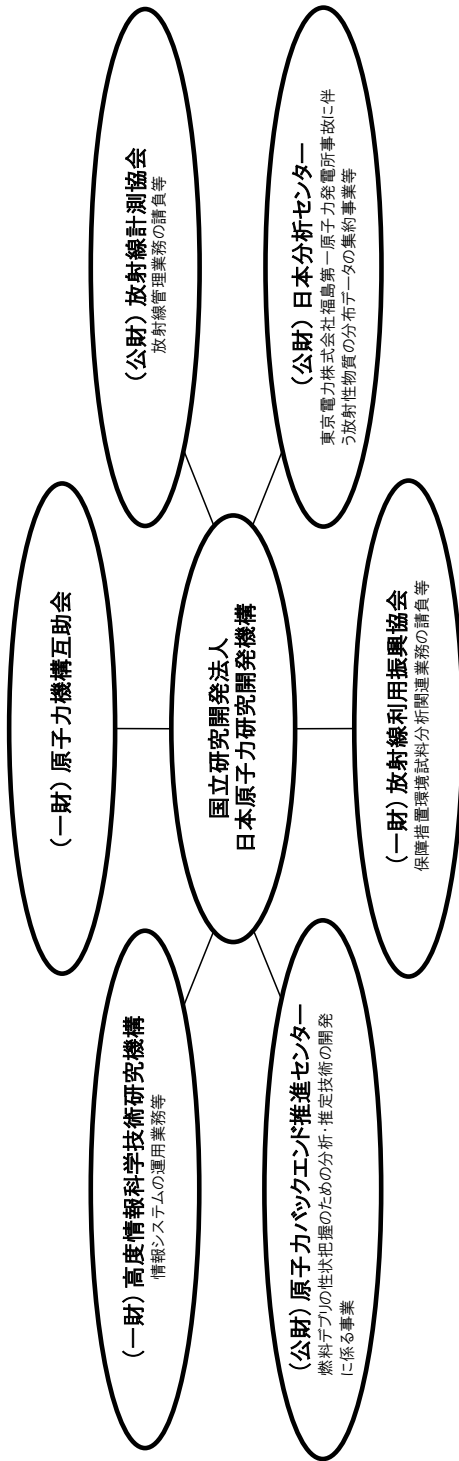 （一財）原子力機構互助会
（一財）高度情報科学技術研究機構
情報システムの運用業務等
（公財）放射線計測協会
放射線管理業務の請負等
国立研究開発法人
日本原子力研究開発機構
（公財）原子力バックエンド推進センター
燃料デブリの性状把握のための分析・推定技術の開発
に係る事業
（公財）日本分析センター
東京電力株式会社福島第一原子力発電所事故に伴
う放射性物質の分布データの集約事業等
（一財）放射線利用振興協会
保障措置環境試料分析関連業務の請負等